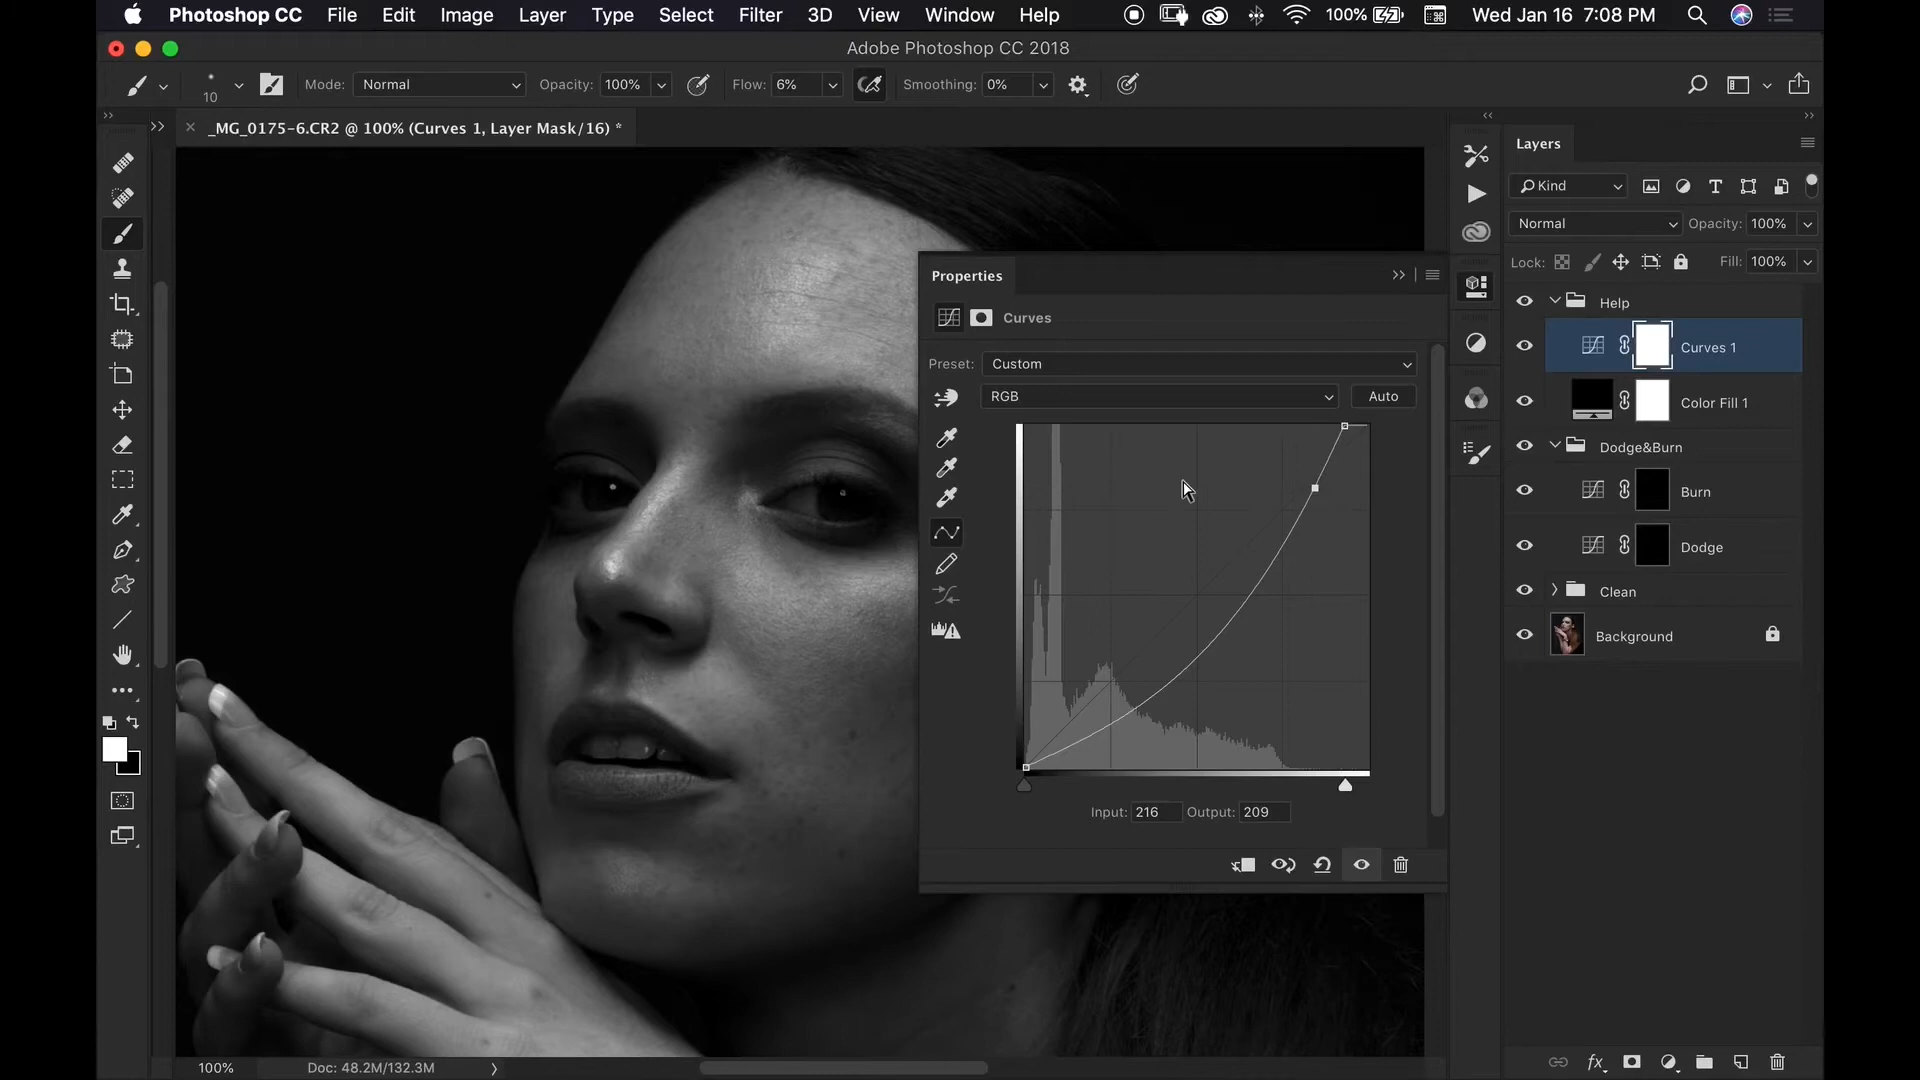 Photoshop CC File Edit Image Layer Type Select Filter 3D View Window Help 100% Wed Jan 16 7:08 PM
Adobe Photoshop CC 2018
10 Mode: Normal Opacity: 100% Flow: 6% Smoothing: 0%
_MG_0175-6.CR2 @ 100% (Curves 1, Layer Mask/16) *
Layers
Kind
Normal Opacity: 100%
Lock: Fill: 100%
Help
Curves 1
Color Fill 1
Dodge&Burn
Burn
Dodge
Clean
Background
Properties
Curves
Preset: Custom
RGB Auto
Input: 216 Output: 209
100% Doc: 48.2M/132.3M
fx